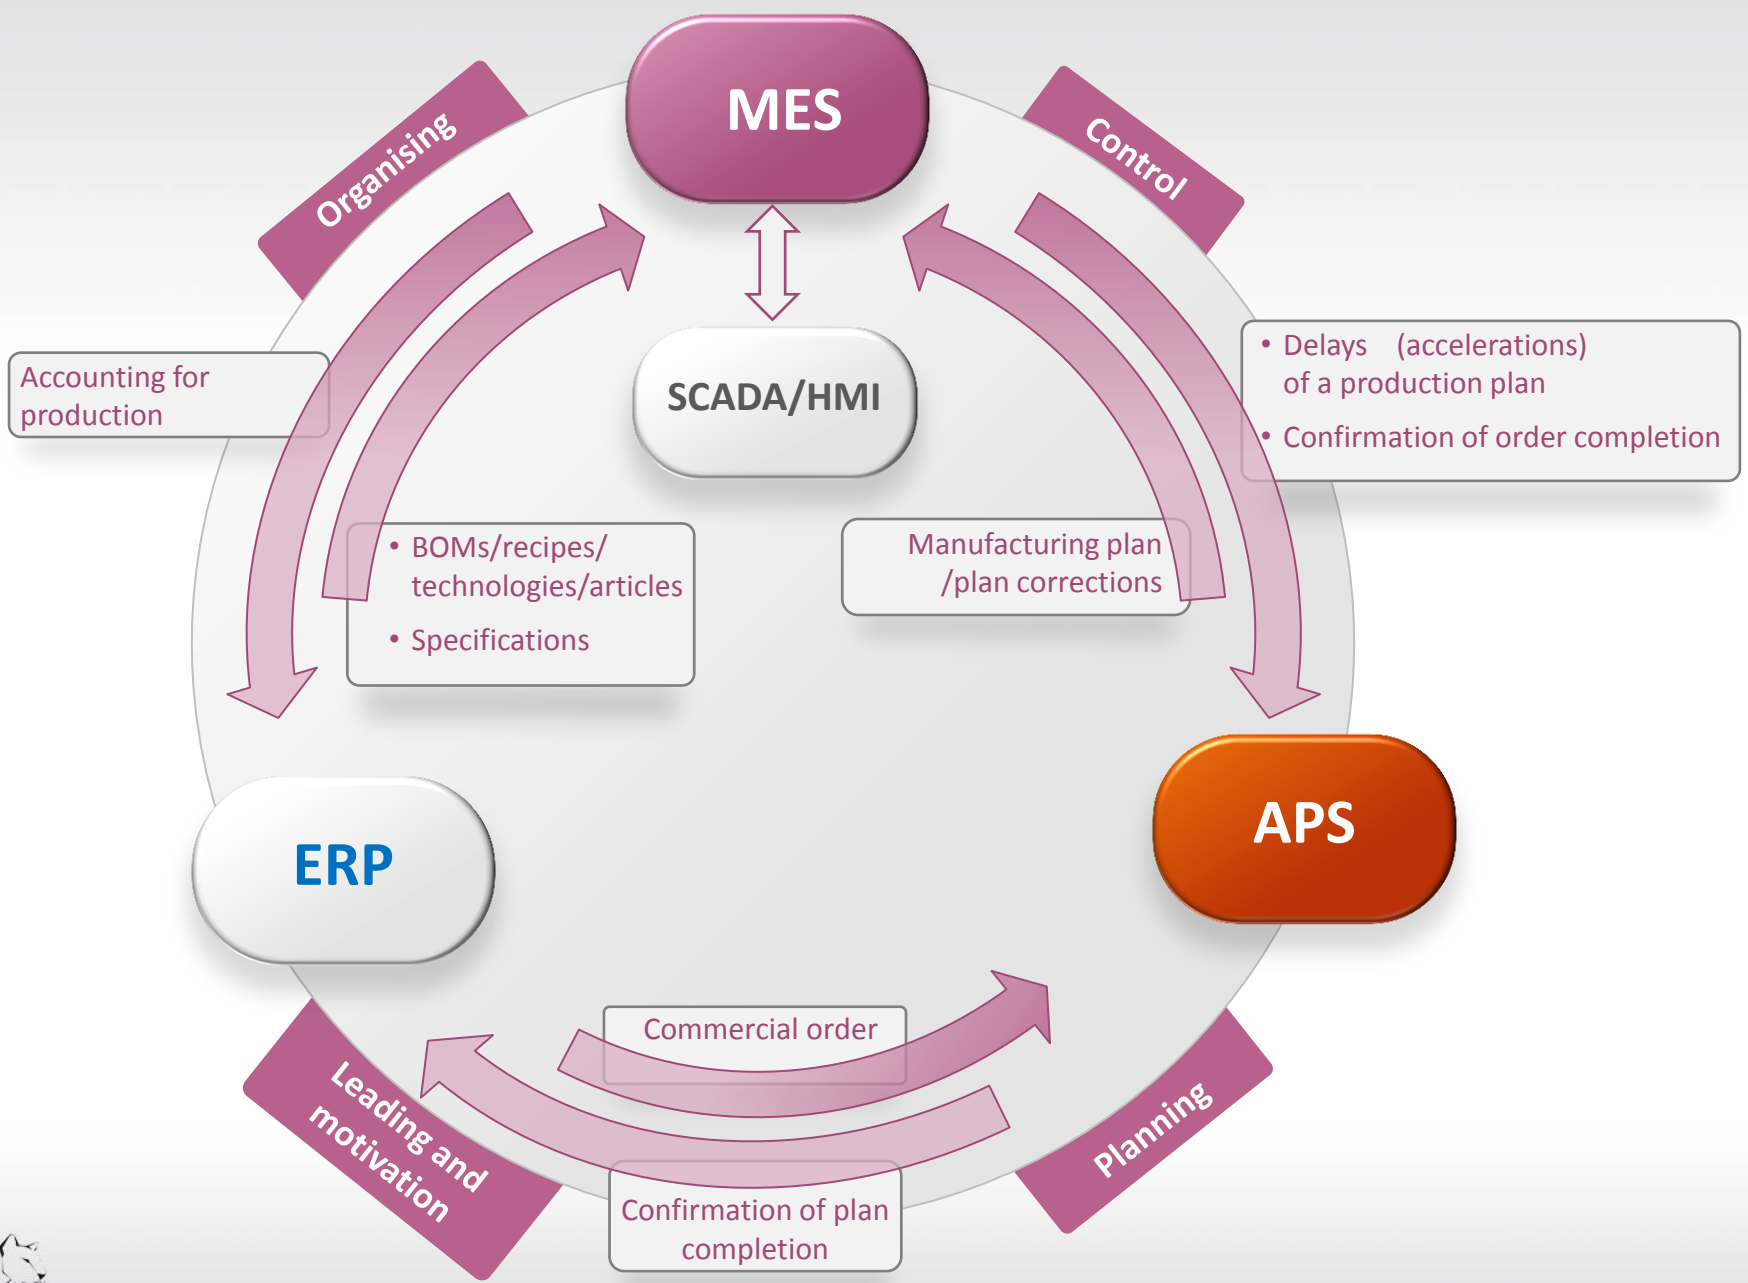 MES
Organising
Control
Accounting for
production
SCADA/HMI
• Delays (accelerations)
of a production plan
• Confirmation of order completion
• BOMs/recipes/
technologies/articles
• Specifications
Manufacturing plan
/plan corrections
ERP
APS
Commercial order
Leading and
motivation
Planning
Confirmation of plan
completion